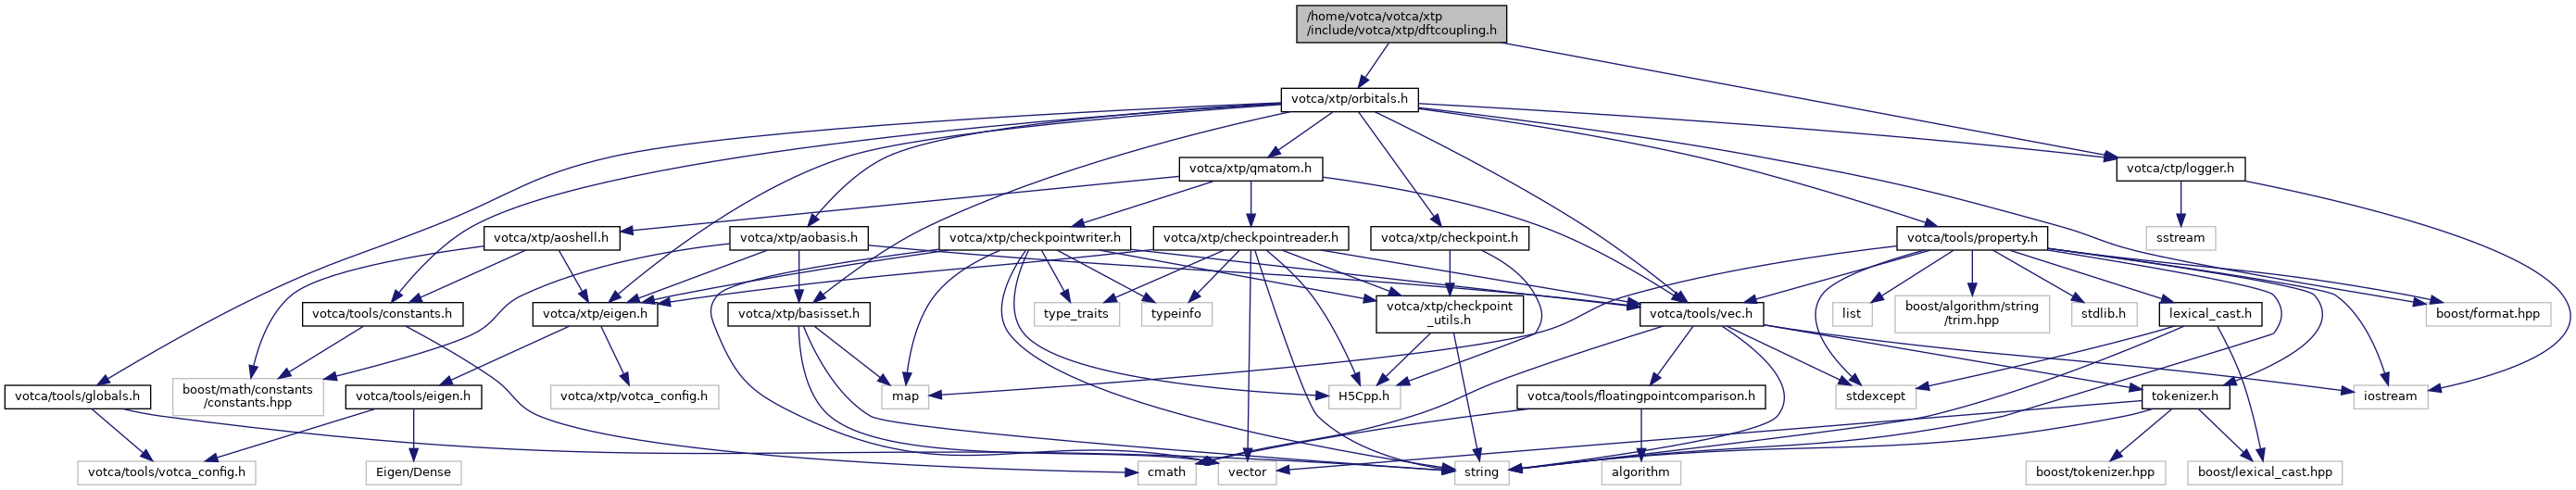 /home/votca/votca/xtp
/include/votca/xtp/dftcoupling.h
votca/xtp/orbitals.h
votca/xtp/qmatom.h
votca/ctp/logger.h
votca/xtp/aoshell.h
votca/xtp/aobasis.h
votca/xtp/checkpointwriter.h
votca/xtp/checkpointreader.h
votca/xtp/checkpoint.h
votca/tools/property.h
sstream
votca/tools/constants.h
votca/xtp/eigen.h
votca/xtp/basisset.h
type_traits
typeinfo
votca/xtp/checkpoint
_utils.h
votca/tools/vec.h
list
boost/algorithm/string
/trim.hpp
stdlib.h
lexical_cast.h
boost/format.hpp
votca/tools/globals.h
boost/math/constants
/constants.hpp
votca/tools/eigen.h
votca/xtp/votca_config.h
map
H5Cpp.h
votca/tools/floatingpointcomparison.h
stdexcept
tokenizer.h
iostream
votca/tools/votca_config.h
Eigen/Dense
cmath
vector
string
algorithm
boost/tokenizer.hpp
boost/lexical_cast.hpp